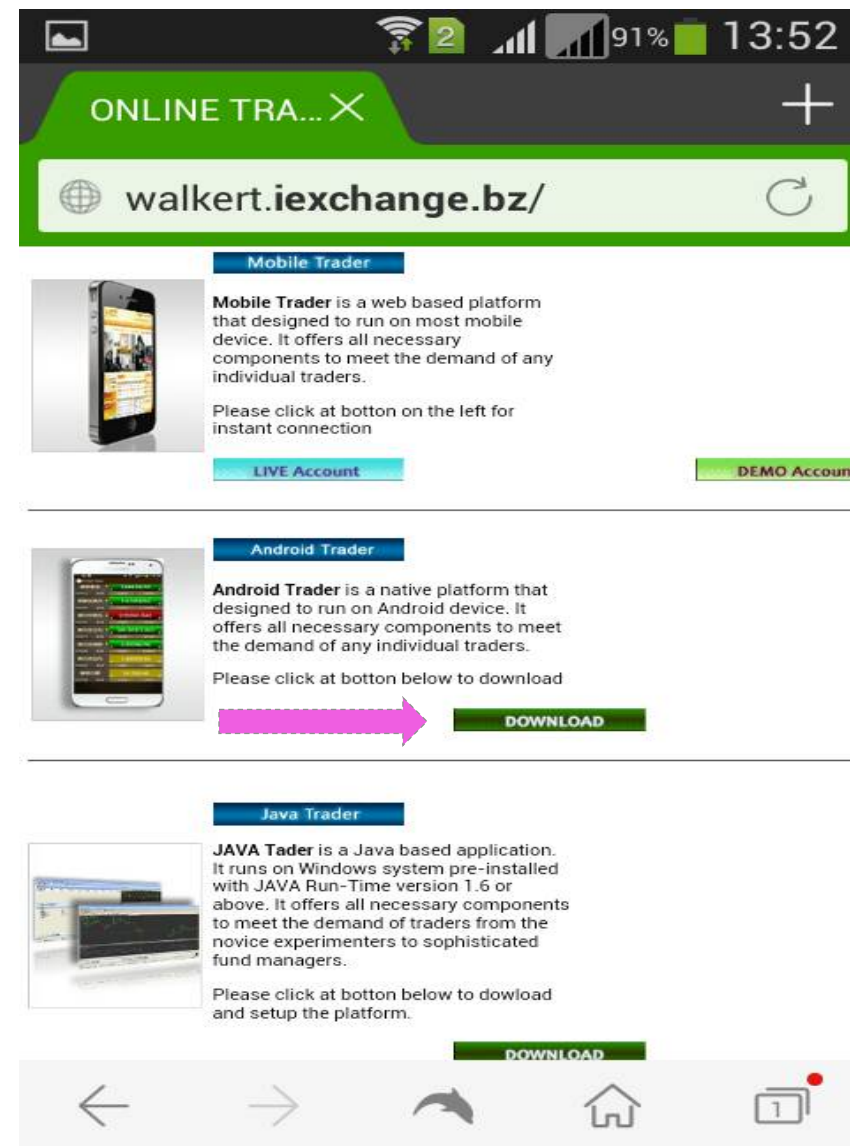 2
91%
13:52
ONLINE TRA...
walkert.iexchange.bz/
Mobile Trader
Mobile Trader is a web based platform
that designed to run on most mobile
device. It offers all necessary
components to meet the demand of any
individual traders.
Please click at botton on the left for
instant connection
LIVE Account
DEMO Accoun
Android Trader
Android Trader is a native platform that
designed to run on Android device. It
offers all necessary components to meet
the demand of any individual traders.
Please click at botton below to download
DOWNLOAD
Java Trader
JAVA Tader is a Java based application.
It runs on Windows system pre-installed
with JAVA Run-Time version 1.6 or
above. It offers all necessary components
to meet the demand of traders from the
novice experimenters to sophisticated
fund managers.
Please click at botton below to dowload
and setup the platform.
DOWNLOAD
1